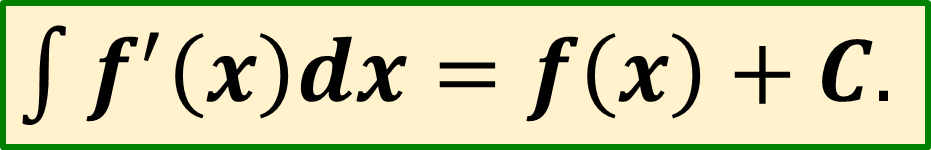 ∫ f′(x)dx = f(x) + C.